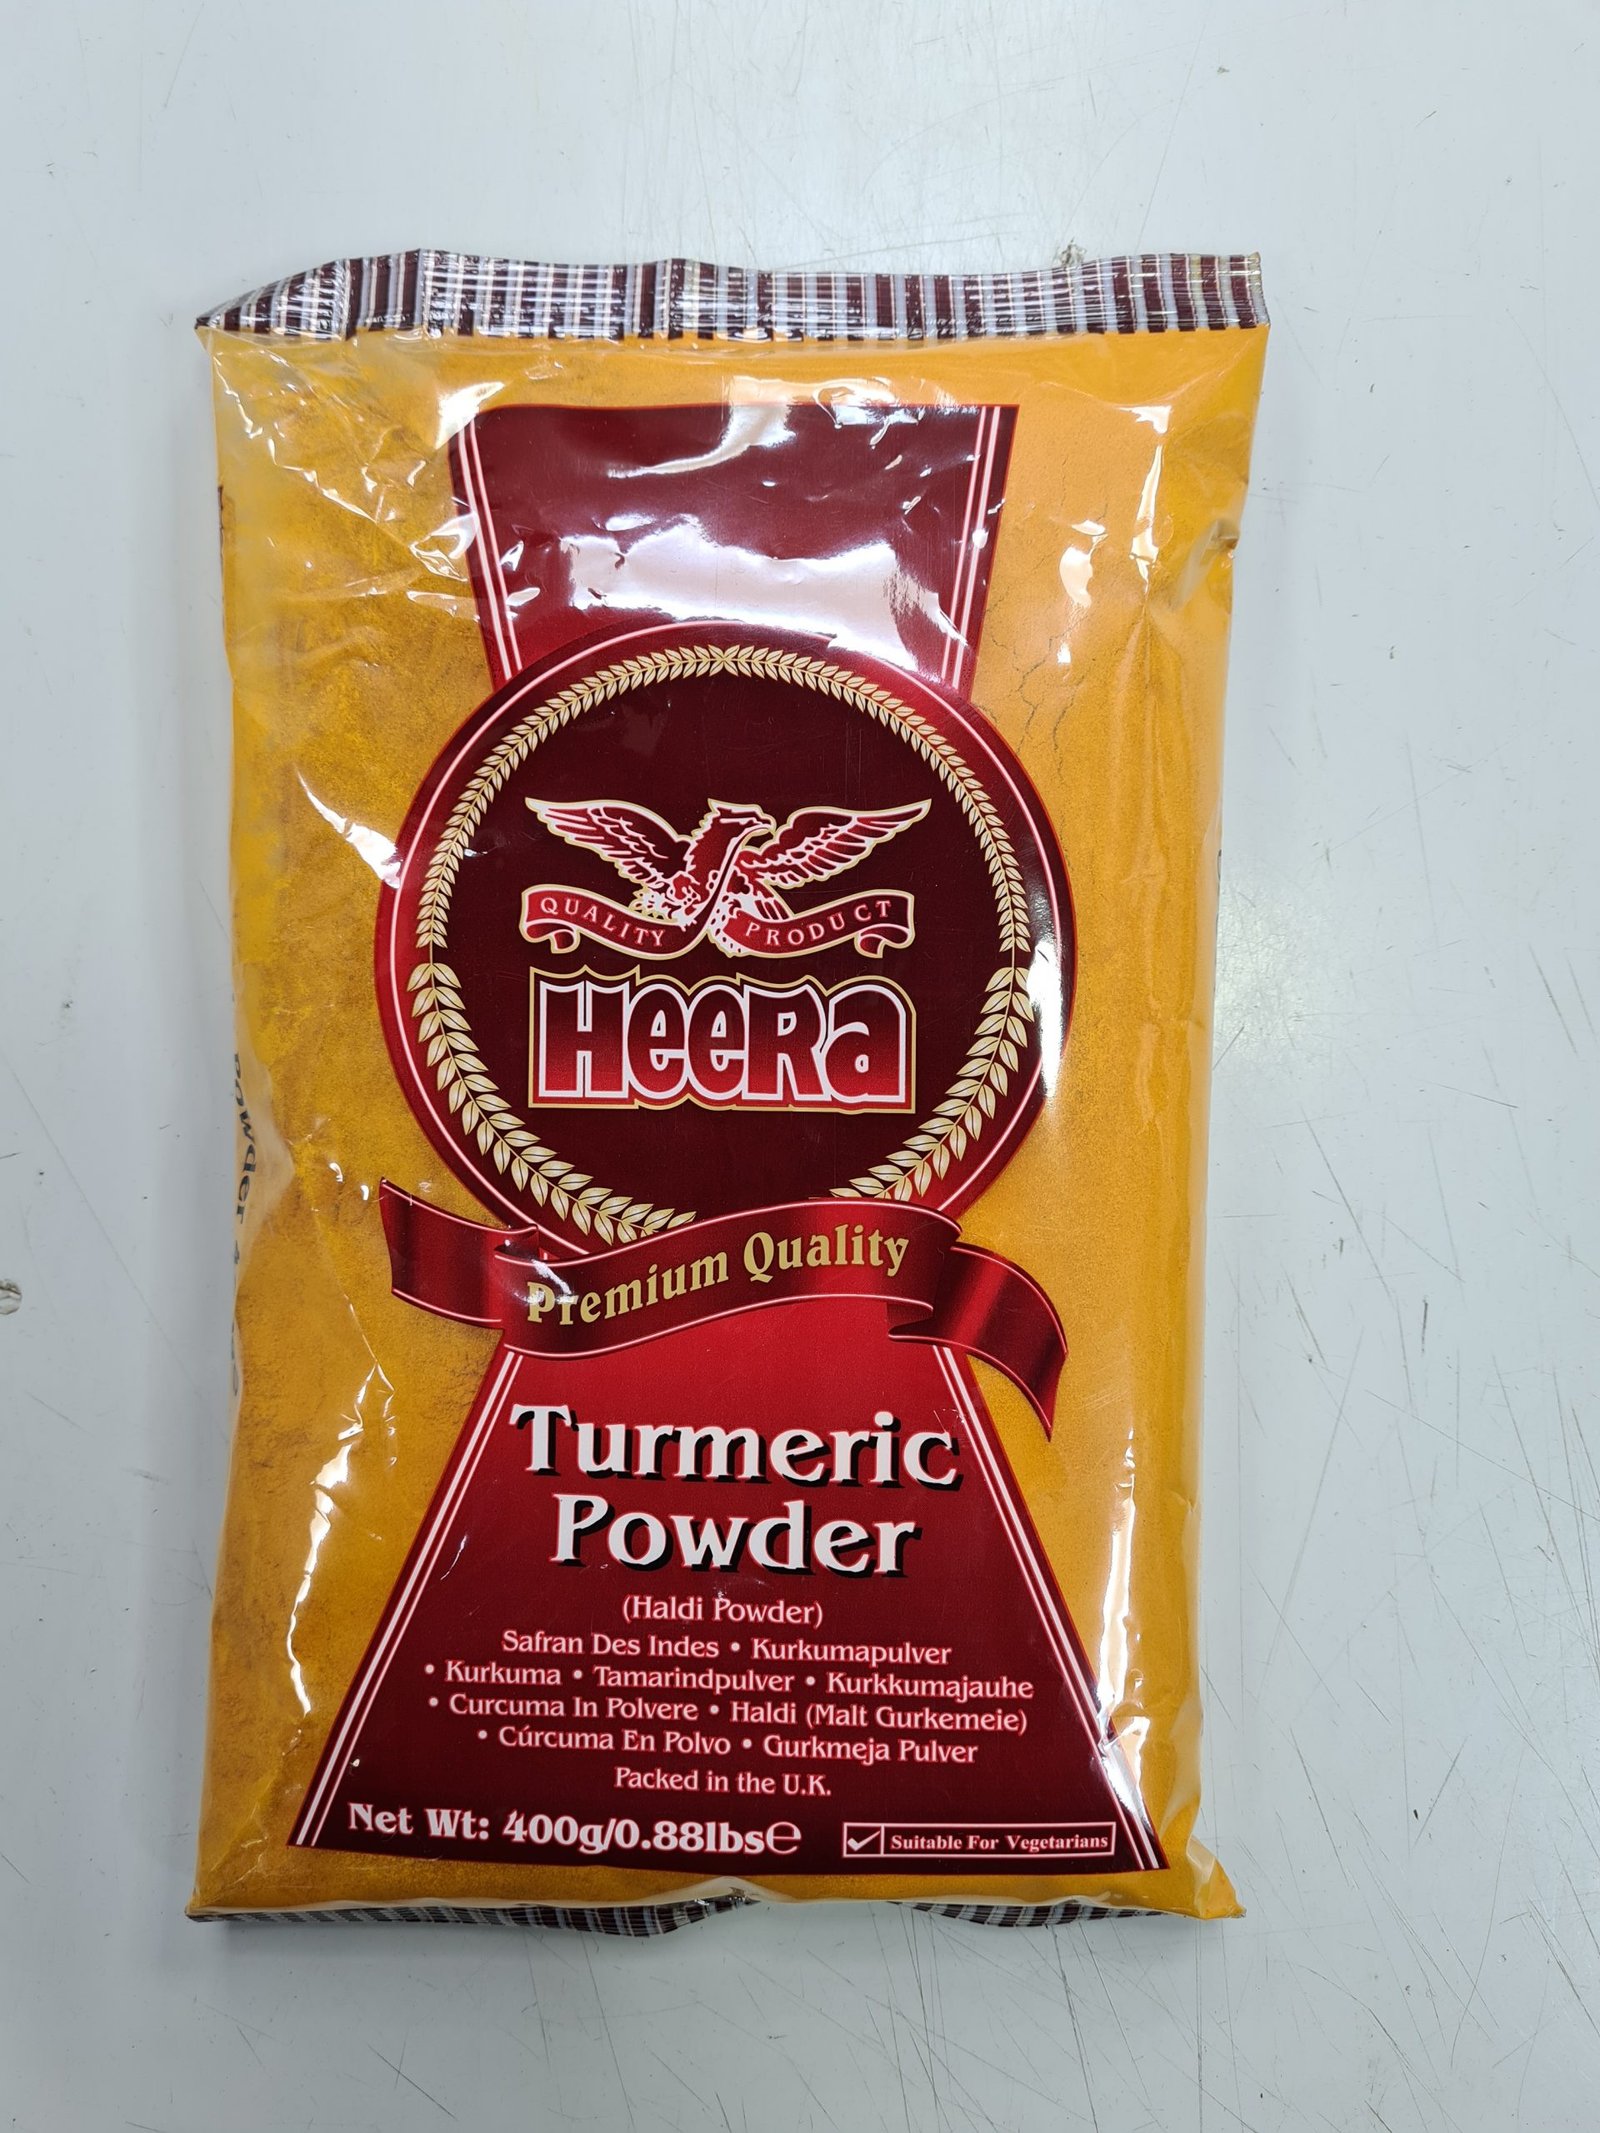 QUALITY PRODUCT
HeeRa
Premium Quality
Turmeric
Powder
(Haldi Powder)
Safran Des Indes • Kurkumapulver
• Kurkuma • Tamarindpulver • Kurkkumajauhe
• Curcuma In Polvere • Haldi (Malt Gurkemeie)
• Cúrcuma En Polvo • Gurkmeja Pulver
Packed in the U.K.
Net Wt: 400g/0.88lbs℮
Suitable For Vegetarians
powder